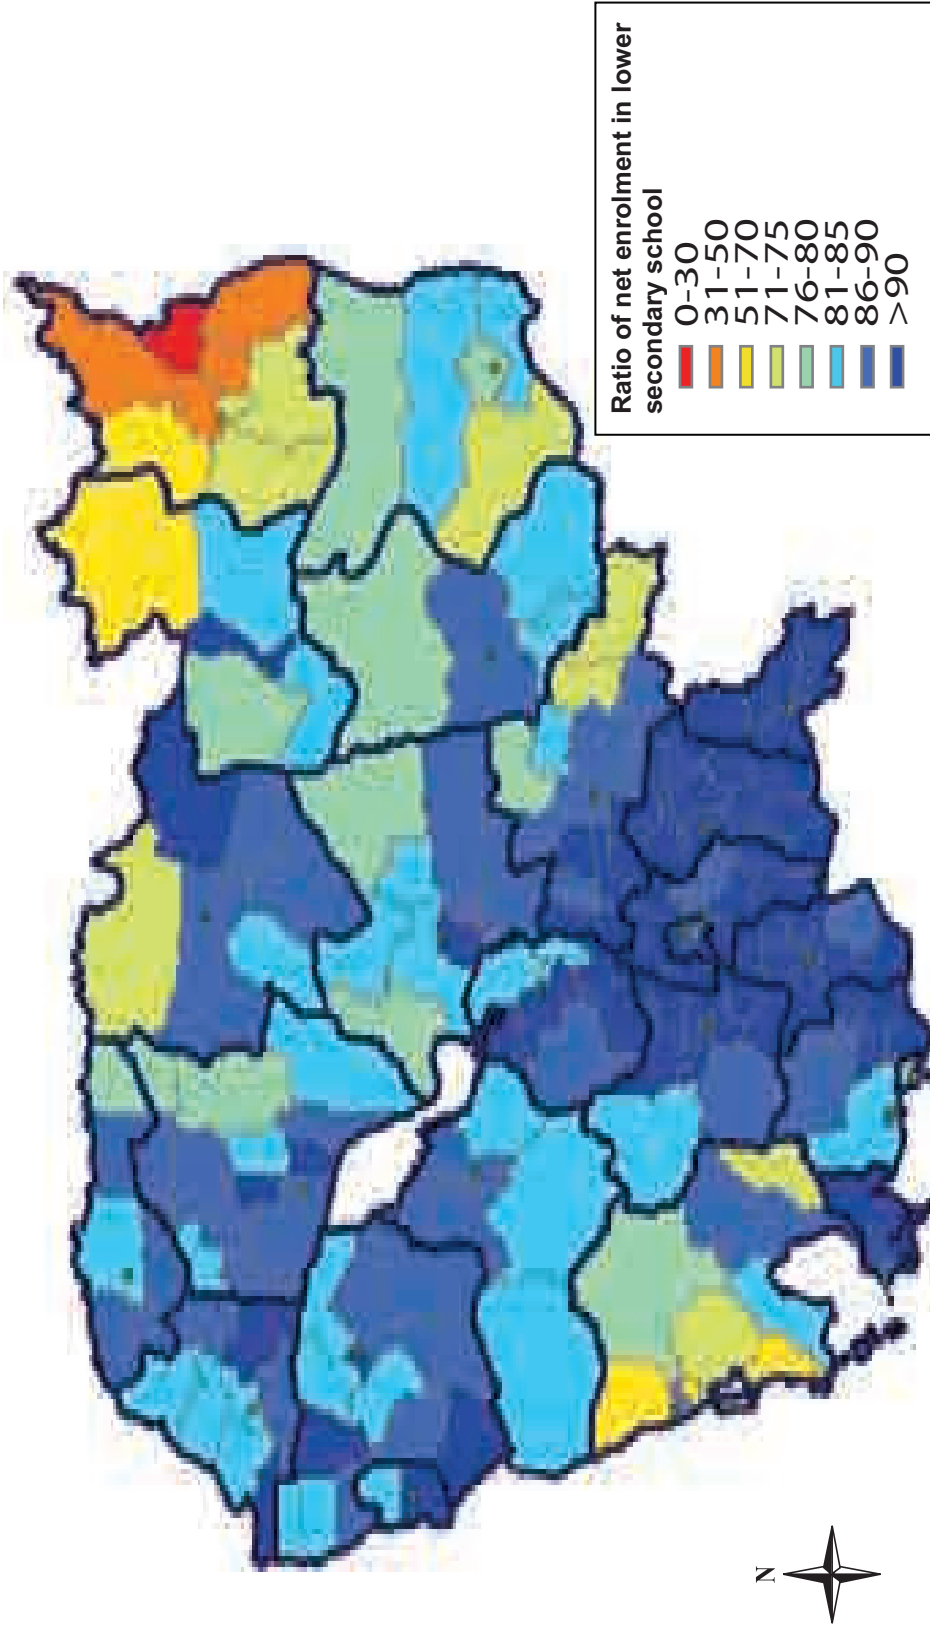 Ratio of net enrolment in lower
secondary school
0-30
31-50
51-70
71-75
76-80
81-85
86-90
>90
N